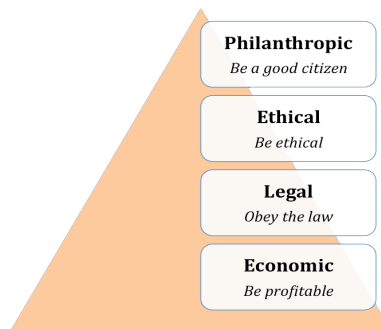 Philanthropic
Be a good citizen
Ethical
Be ethical
Legal
Obey the law
Economic
Be profitable